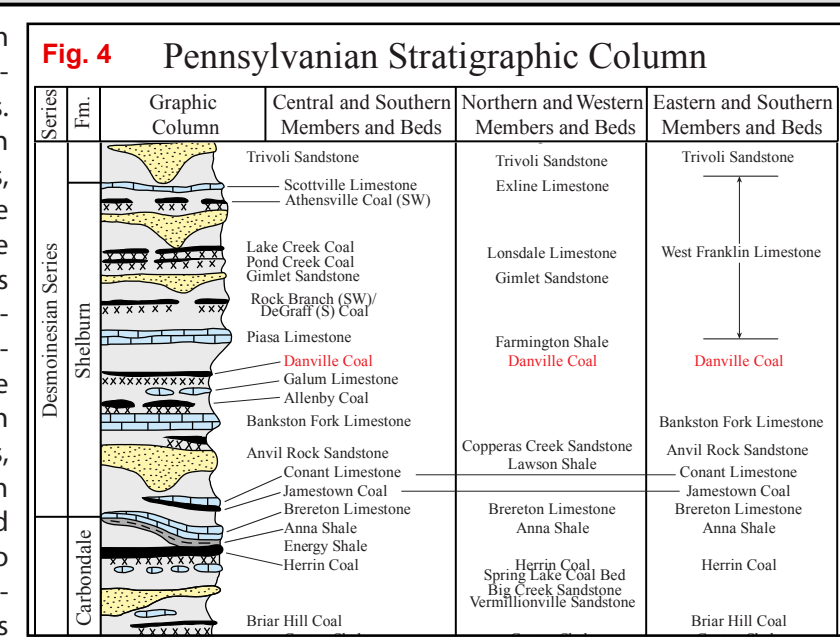 Fig. 4 Pennsylvanian Stratigraphic Column
Series
Fm.
Graphic
Column
Central and Southern
Members and Beds
Northern and Western
Members and Beds
Eastern and Southern
Members and Beds
Desmoinesian Series
Shelburn
Carbondale
Trivoli Sandstone
Scottville Limestone
Athensville Coal (SW)
Lake Creek Coal
Pond Creek Coal
Gimlet Sandstone
Rock Branch (SW)/
DeGraff (S) Coal
Piasa Limestone
Danville Coal
Galum Limestone
Allenby Coal
Bankston Fork Limestone
Anvil Rock Sandstone
Conant Limestone
Jamestown Coal
Brereton Limestone
Anna Shale
Energy Shale
Herrin Coal
Briar Hill Coal
Trivoli Sandstone
Exline Limestone
Lonsdale Limestone
Gimlet Sandstone
Farmington Shale
Danville Coal
Copperas Creek Sandstone
Lawson Shale
Brereton Limestone
Anna Shale
Herrin Coal
Spring Lake Coal Bed
Big Creek Sandstone
Vermillionville Sandstone
Trivoli Sandstone
West Franklin Limestone
Danville Coal
Bankston Fork Limestone
Anvil Rock Sandstone
Conant Limestone
Jamestown Coal
Brereton Limestone
Anna Shale
Herrin Coal
Briar Hill Coal